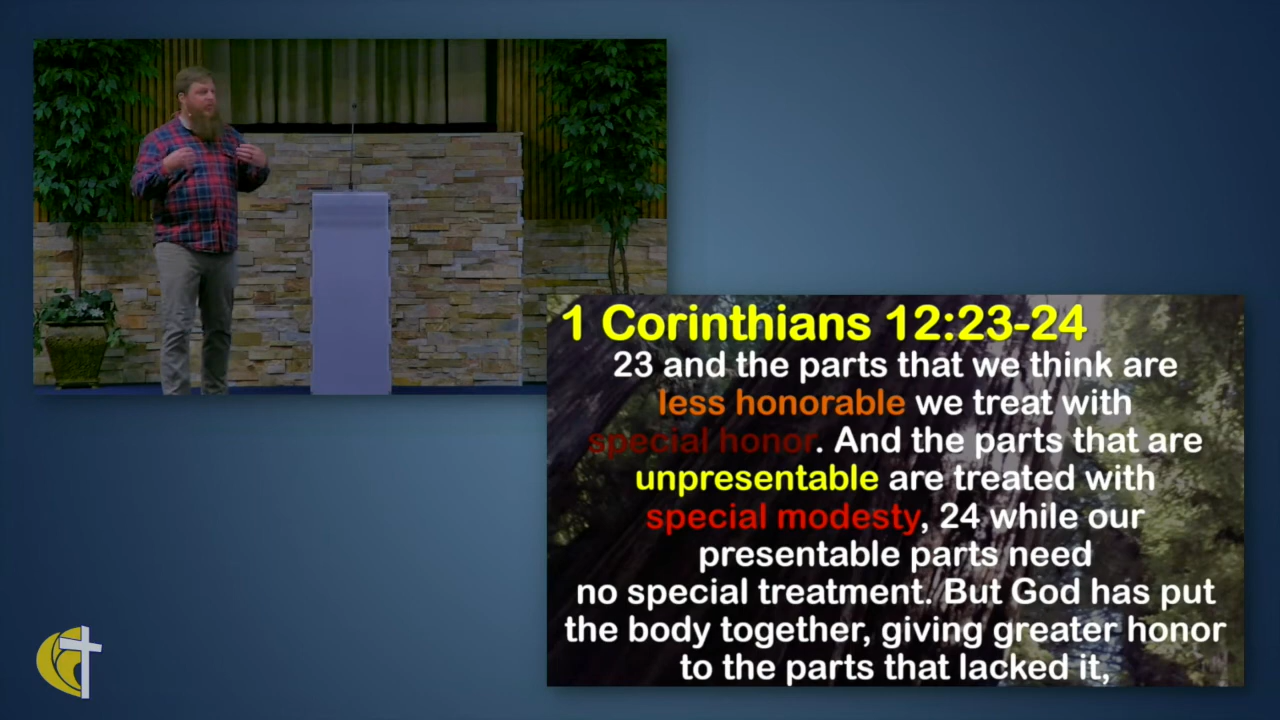 1 Corinthians 12:23-24
23 and the parts that we think are
less honorable we treat with
special honor. And the parts that are
unpresentable are treated with
special modesty, 24 while our
presentable parts need
no special treatment. But God has put
the body together, giving greater honor
to the parts that lacked it,